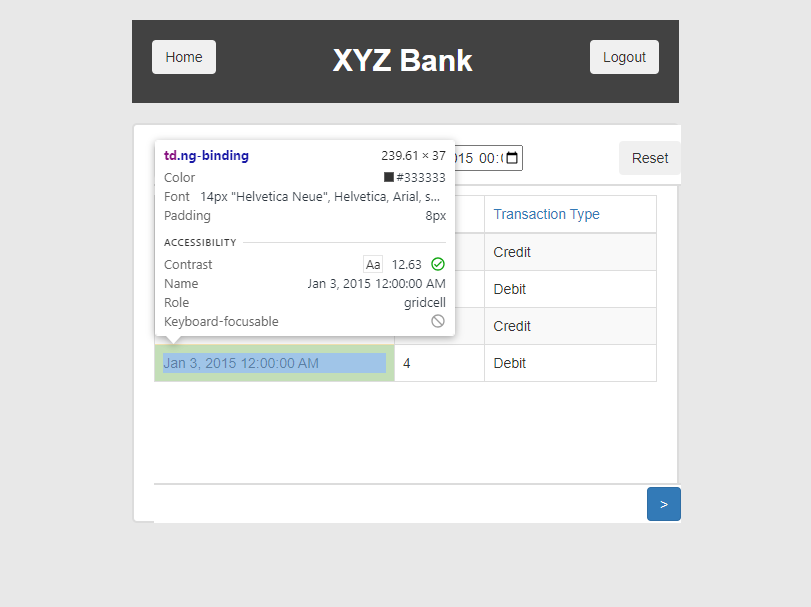 Home
XYZ Bank
Logout
td.ng-binding
239.61 × 37
Color
#333333
Font
14px "Helvetica Neue", Helvetica, Arial, s...
Padding
8px
ACCESSIBILITY
Contrast
Aa 12.63
Name
Jan 3, 2015 12:00:00 AM
Role
gridcell
Keyboard-focusable
2015 00:
Reset
Transaction Type
Credit
Debit
Credit
Jan 3, 2015 12:00:00 AM
4
Debit
>